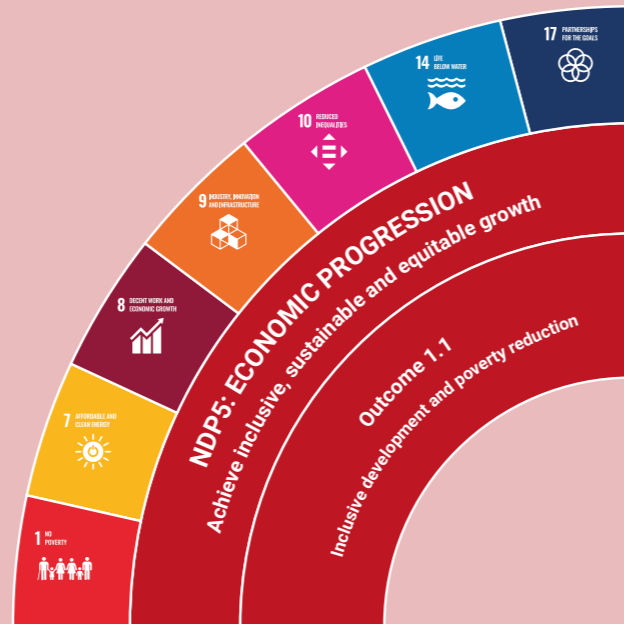 17 PARTNERSHIPS
FOR THE GOALS
14 LIFE
BELOW WATER
10 REDUCED
INEQUALITIES
9 INDUSTRY, INNOVATION
AND INFRASTRUCTURE
8 DECENT WORK AND
ECONOMIC GROWTH
7 AFFORDABLE AND
CLEAN ENERGY
1 NO
POVERTY
NDP5: ECONOMIC PROGRESSION
Achieve inclusive, sustainable and equitable growth
Outcome 1.1
Inclusive development and poverty reduction